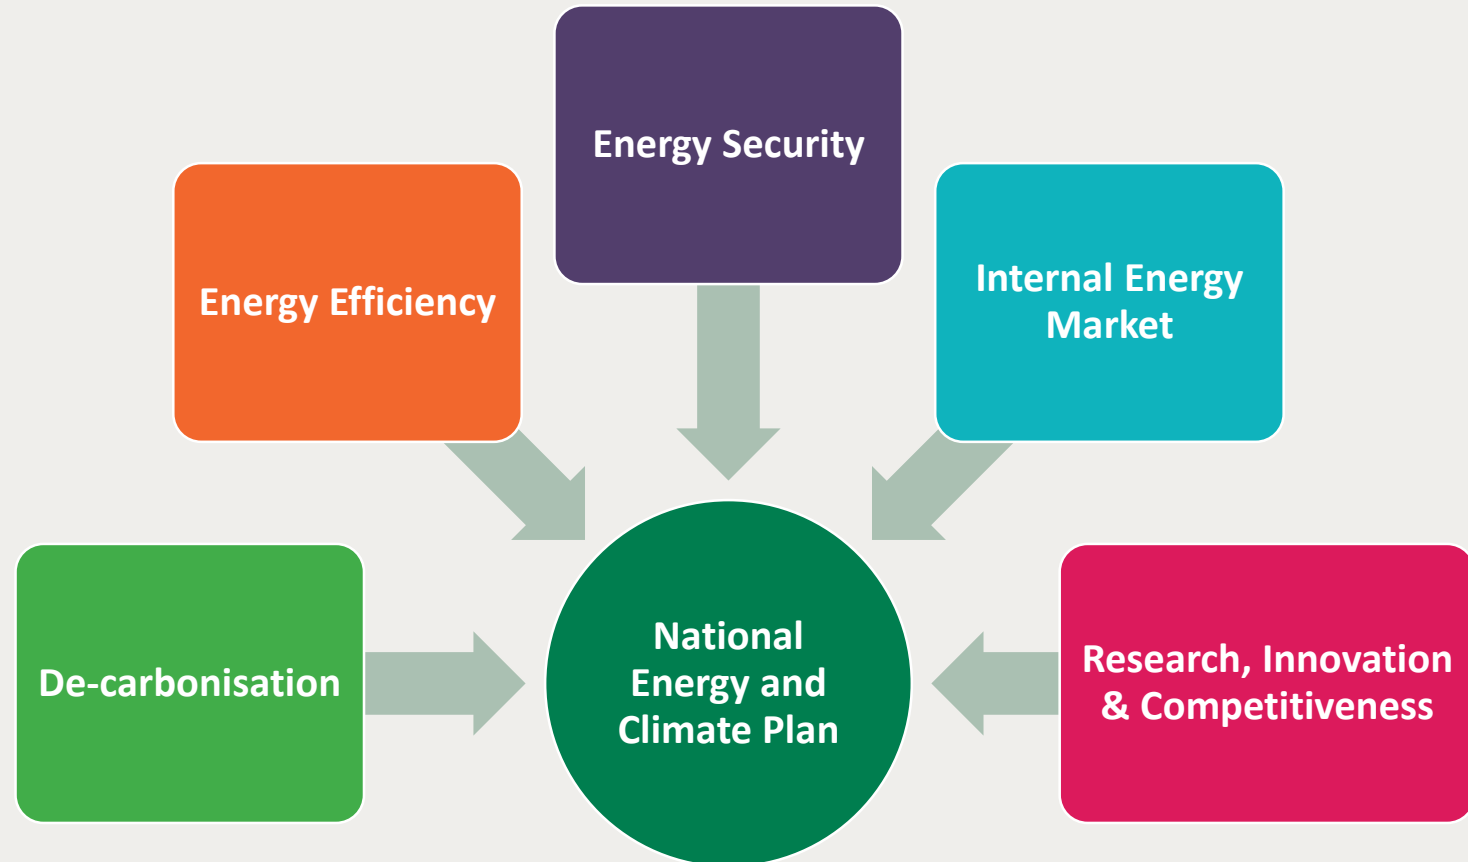 Energy Security
Energy Efficiency
Internal Energy
Market
De-carbonisation
National
Energy and
Climate Plan
Research, Innovation
& Competitiveness